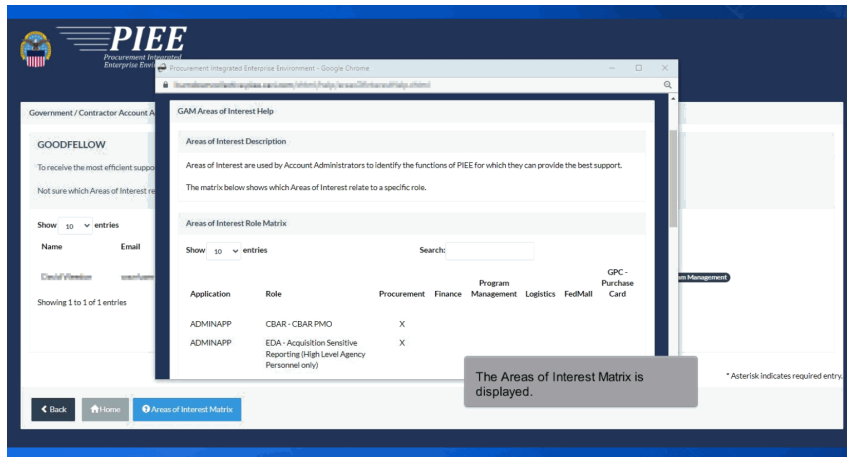 PIEE
Procurement Integrated
Enterprise Envi
Procurement Integrated Enterprise Environment - Google Chrome
Government / Contractor Account A
GAM Areas of Interest Help
GOODFELLOW
Areas of Interest Description
To receive the most efficient suppo
Areas of Interest are used by Account Administrators to identify the functions of PIEE for which they can provide the best support.
Not sure which Areas of Interest re
The matrix below shows which Areas of Interest relate to a specific role.
Show 10 entries
Areas of Interest Role Matrix
Name Email
Show 10 entries Search:
Application Role Procurement Finance Program Management Logistics FedMall GPC - Purchase Card
m Management
Showing 1 to 1 of 1 entries
ADMINAPP CBAR - CBAR PMO X
ADMINAPP EDA - Acquisition Sensitive X
Reporting (High Level Agency
Personnel only)
The Areas of Interest Matrix is
displayed.
* Asterisk indicates required entry.
Back Home Areas of Interest Matrix